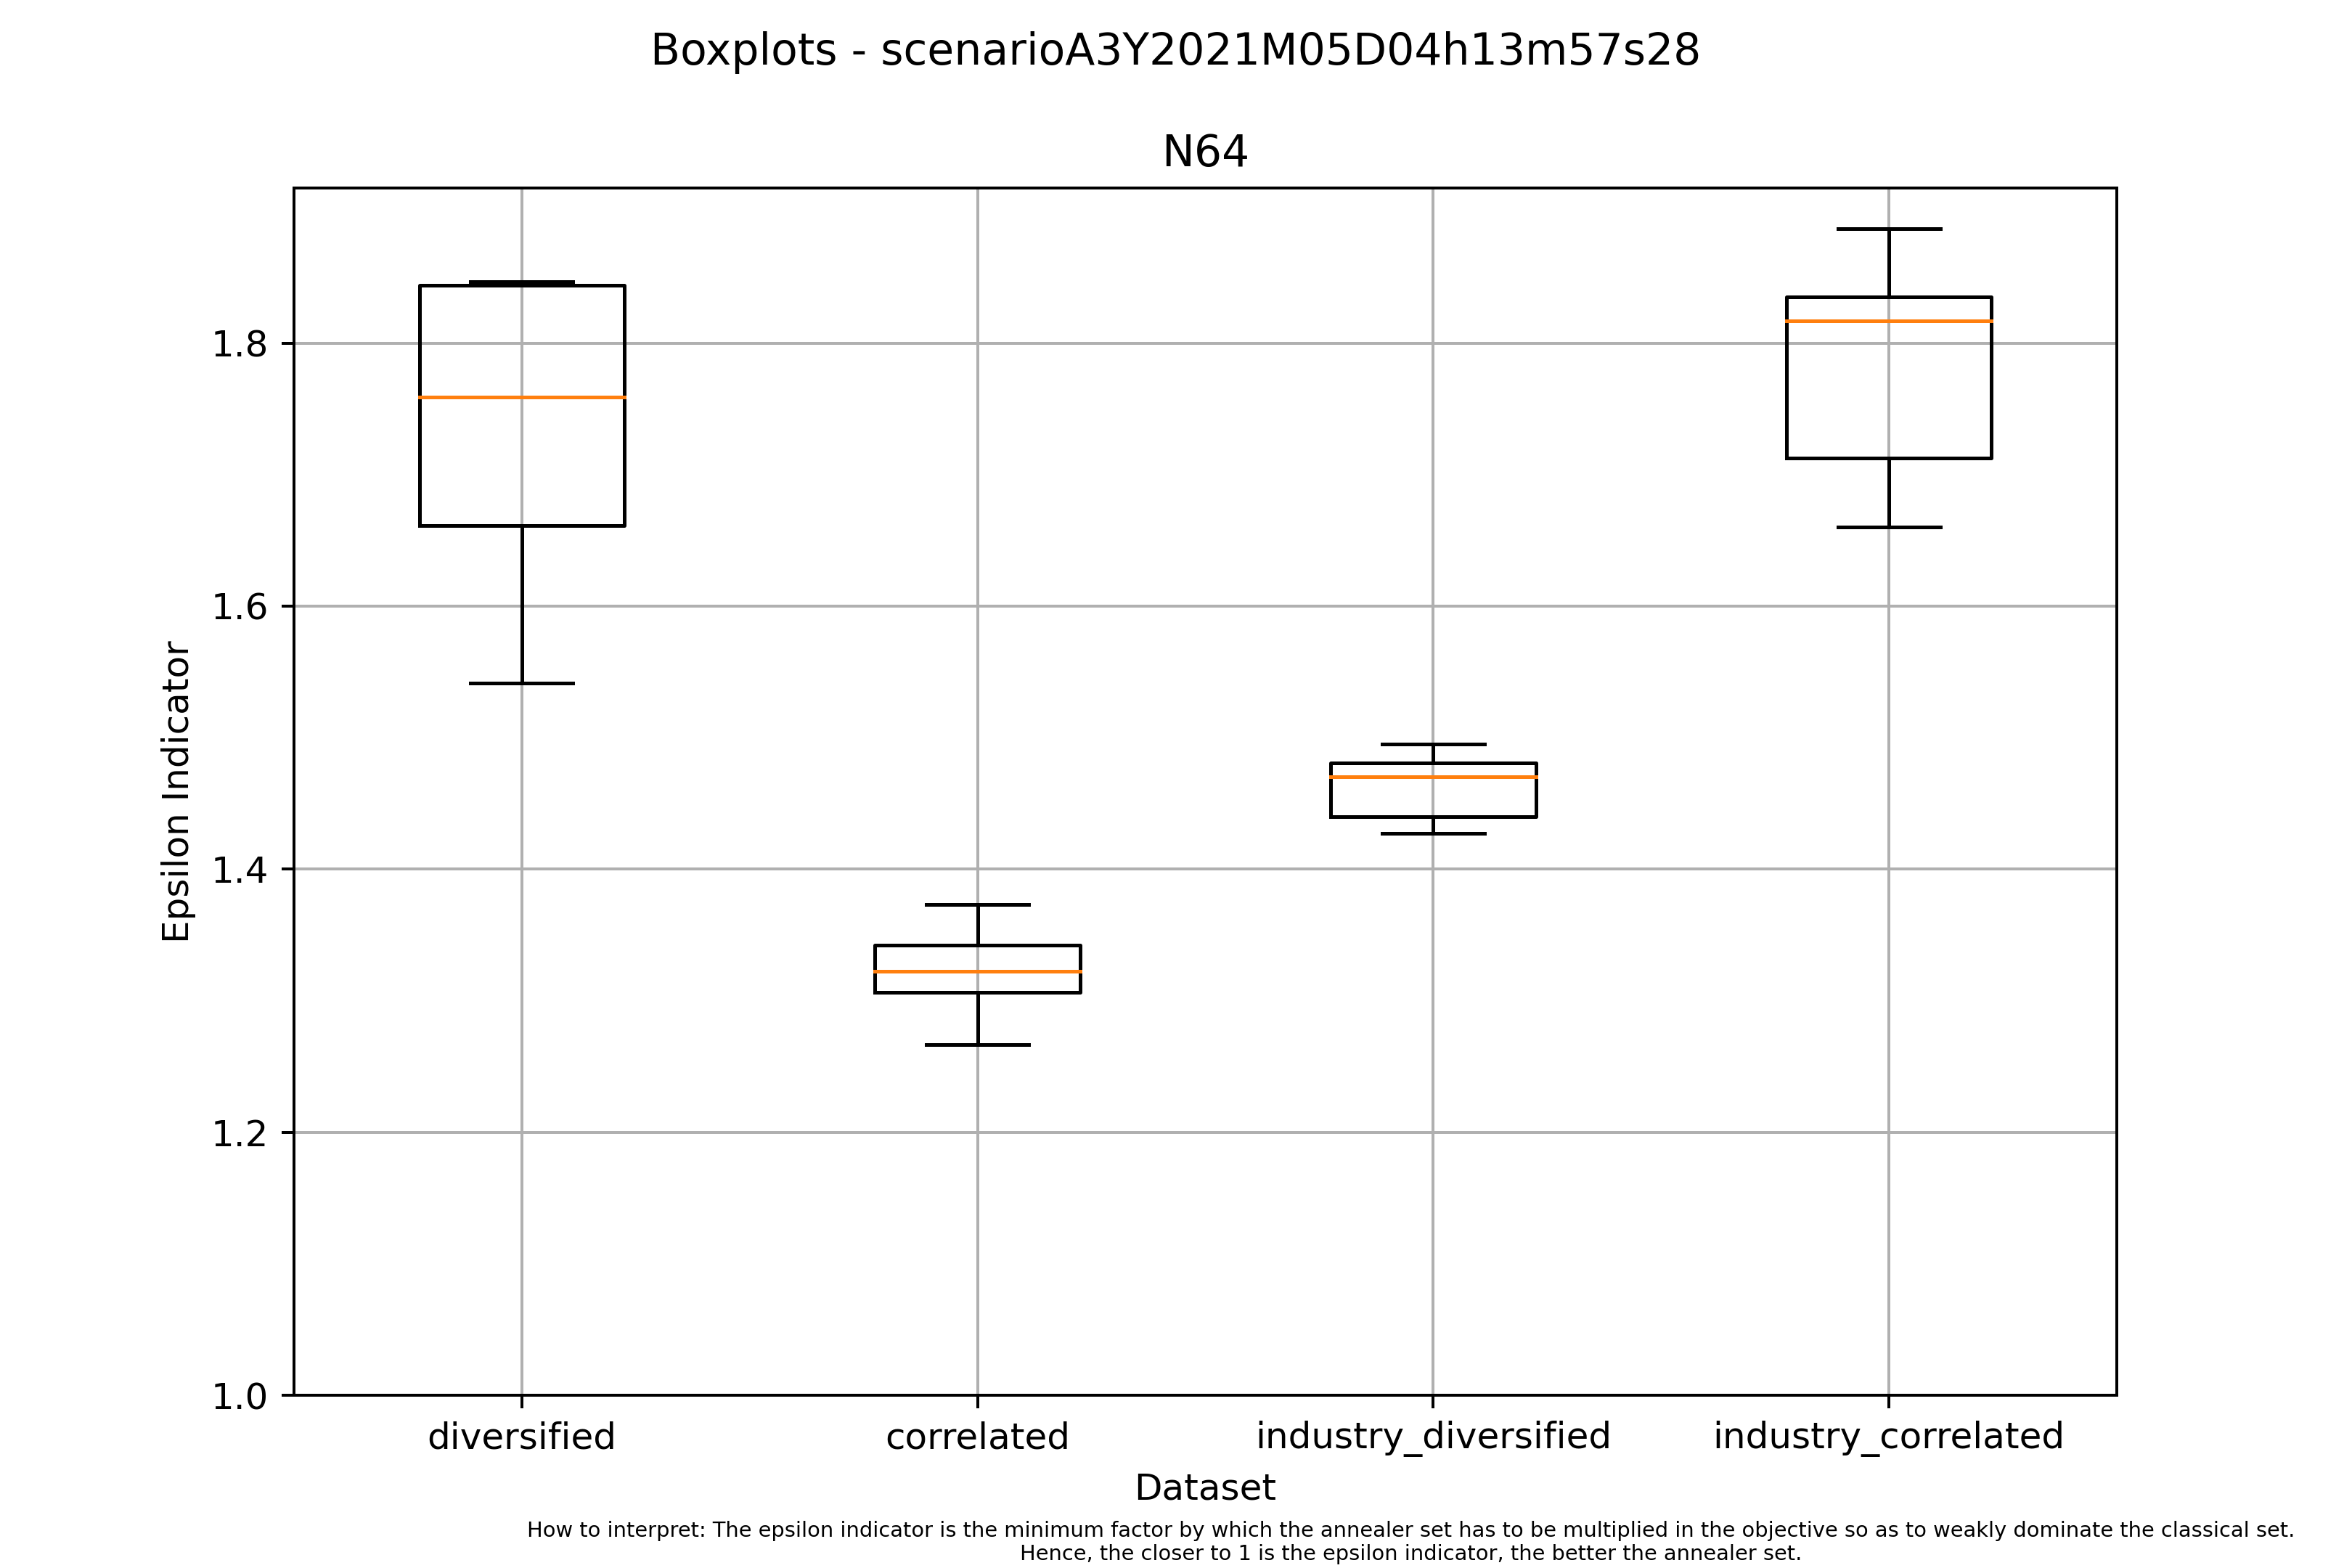 Boxplots - scenarioA3Y2021M05D04h13m57s28
N64
Epsilon Indicator
1.8
1.6
1.4
1.2
1.0
diversified
correlated
industry_diversified
industry_correlated
Dataset
How to interpret: The epsilon indicator is the minimum factor by which the annealer set has to be multiplied in the objective so as to weakly dominate the classical set.
Hence, the closer to 1 is the epsilon indicator, the better the annealer set.